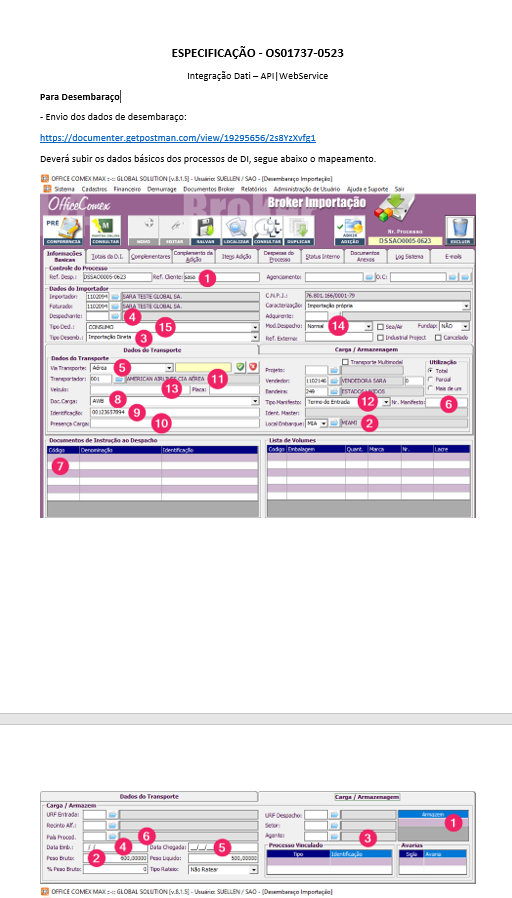 ESPECIFICAÇÃO - OS01737-0523
Integração Dati – API|WebService
Para Desembaraço
- Envio dos dados de desembaraço:
https://documenter.getpostman.com/view/19295656/2s8YzXvfg1
Deverá subir os dados básicos dos processos de DI, segue abaixo o mapeamento.
OFFICE COMEX MAX :-:: GLOBAL SOLUTION [v.8.1.5] - Usuário: SUELLEN / SAO - [Desembaraço Importação]
Sistema Cadastros Financeiro Demurrage Documentos Broker Relatórios Administração de Usuário Ajuda e Suporte Sair
OfficeComex Broker Importação
PRE
CONFERÊNCIA CONSULTAR NOVO EDITAR SALVAR LOCALIZAR CONSULTAR DUPLICAR ADIÇÃO Nr. Processo DSSAO0005-0623 EXCLUIR
Informações Básicas Totais da D.I. Complementares Complemento da Adição Itens Adição Despesas do Processo Status Interno Documentos Anexos Log Sistema E-mails
Controle do Processo
Ref. Desp.: DSSAO0005-0623 Ref. Cliente: sasa 1 Agenciamento: O.C:
Dados do Importador
Importador: 1102094 SARA TESTE GLOBAL SA. C.N.P.J.: 76.801.166/0001-79
Faturado: 1102094 SARA TESTE GLOBAL SA. Caracterização: Importação própria
Despachante: 4 Adquirente:
Tipo Decl.: CONSUMO 15 Mod.Despacho: Normal 14 Sea/Air Fundap: NÃO
Tipo Desemb.: Importação Direta 3 Ref. Externa: Industrial Project Cancelado
Dados do Transporte Carga / Armazenagem
Dados do Transporte Transporte Multimodal Utilização
Via Transporte: Aérea 5 Projeto: Total
Transportador: 001 AMERICAN AIRLINES CIA AÉREA 11 Vendedor: 1102146 VENDEDORA SARA 0 Parcial
Veículo: 13 Placa: Bandeira: 249 ESTADOS UNIDOS Mais de um
Doc.Carga: AWB 8 Tipo Manifesto: Termo de Entrada 12 Nr. Manifesto: 6
Identificação: 00123657894 9 Ident. Master:
Presença Carga: 10 Local Embarque: MIA MIAMI 2
Documentos de Instrução ao Despacho Lista de Volumes
Código Denominação Identificação Codigo Embalagem Quant. Marca Nr. Lacre
7
Dados do Transporte Carga / Armazenagem
Carga / Armazem
URF Entrada: URF Despacho: Armazem 1
Recinto Alf.: Setor:
País Proced. 6 Agente: 3
Data Emb.: 4 Data Chegada: 5 Processo Vinculado Avarias
Peso Bruto: 2 600,00000 Peso Liquido: 500,00000 Tipo Identificação Sigla Avaria
% Peso Bruto: 0 Tipo Rateio: Não Ratear
OFFICE COMEX MAX :-:: GLOBAL SOLUTION [v.8.1.5] - Usuário: SUELLEN / SAO - [Desembaraço Importação]